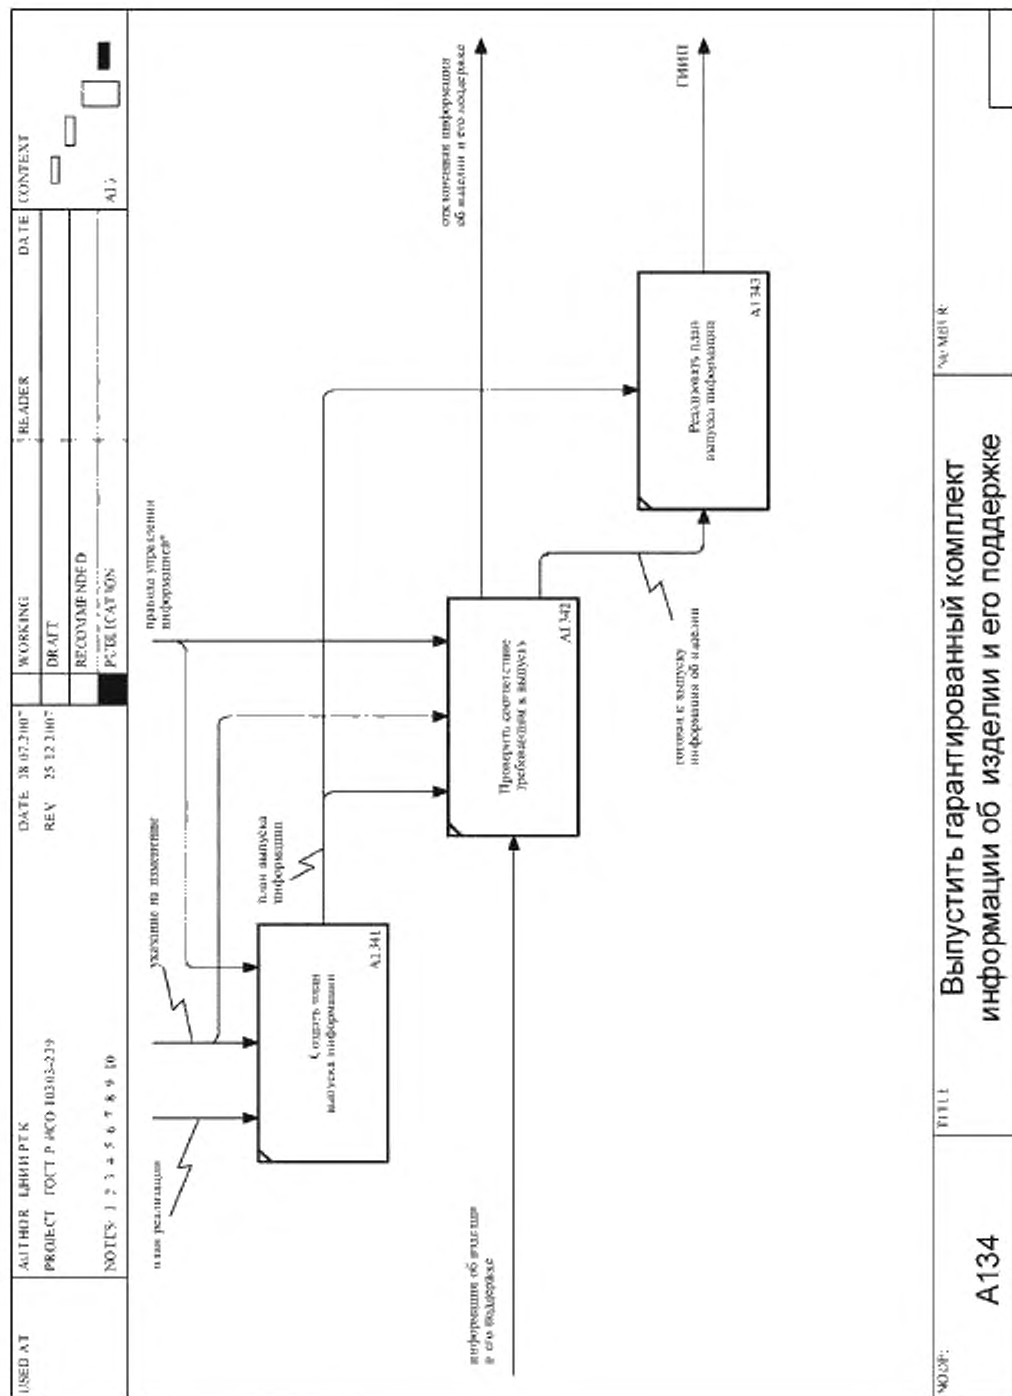 USED AT
AUTHOR ЦНИИ РТК
PROJECT ГОСТ Р ИСО 10303-239
NOTES: 1 2 3 4 5 6 7 8 9 10
DATE 18.07.2007
REV 25.12.2007
WORKING
DRAFT
RECOMMENDED
PUBLICATION
READER
DATE
CONTEXT
план реализации
указание на изменение
правила управления
информацией*
Создать план
выпуска информации
A1341
план выпуска
информации
информация об изделии
и его поддержке
Проверить соответствие
требованиям к выпуску
A1342
отклоненная информация
об изделии и его поддержке
готовая к выпуску
информация об изделии
Реализовать план
выпуска информации
A1343
ГИИП
NODE:
A134
TITLE
Выпустить гарантированный комплект
информации об изделии и его поддержке
NUMBER: